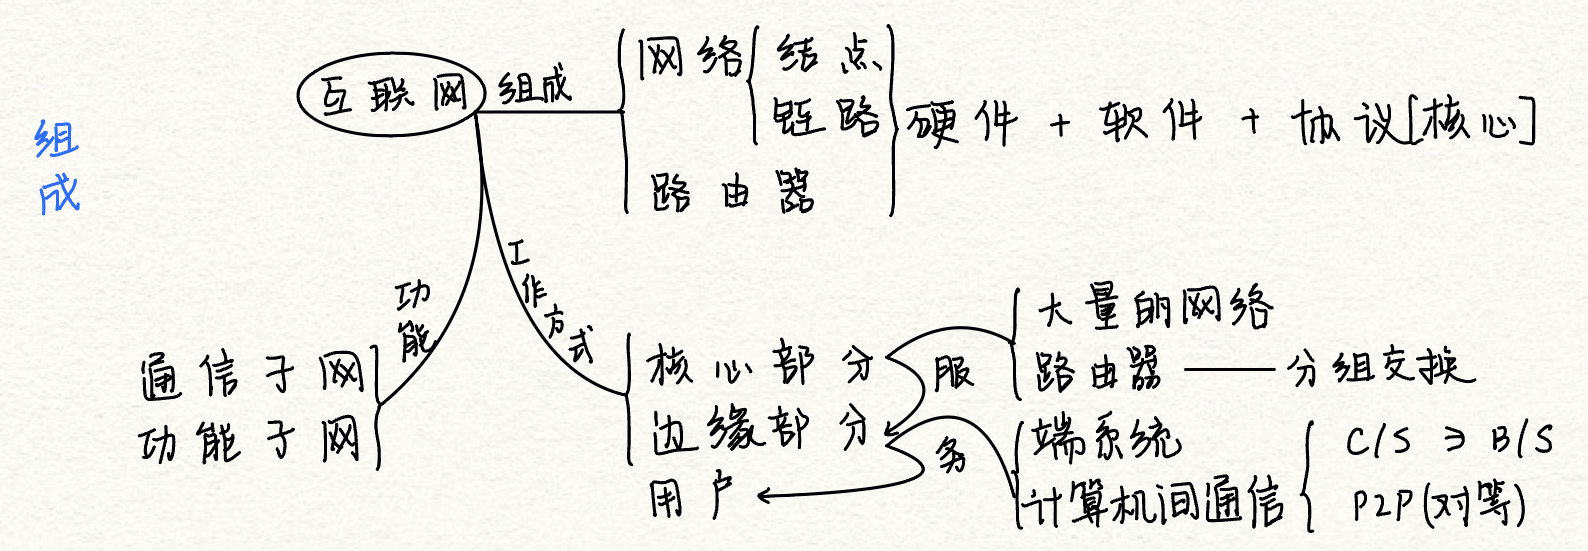 组成
互联网
组成
网络
结点
链路
路由器
硬件 + 软件 + 协议[核心]
功能
通信子网
功能子网
工作方式
核心部分
边缘部分
用户
服务
大量的网络
路由器 —— 分组交换
端系统
计算机间通信
C/S ⋺ B/S
P2P(对等)